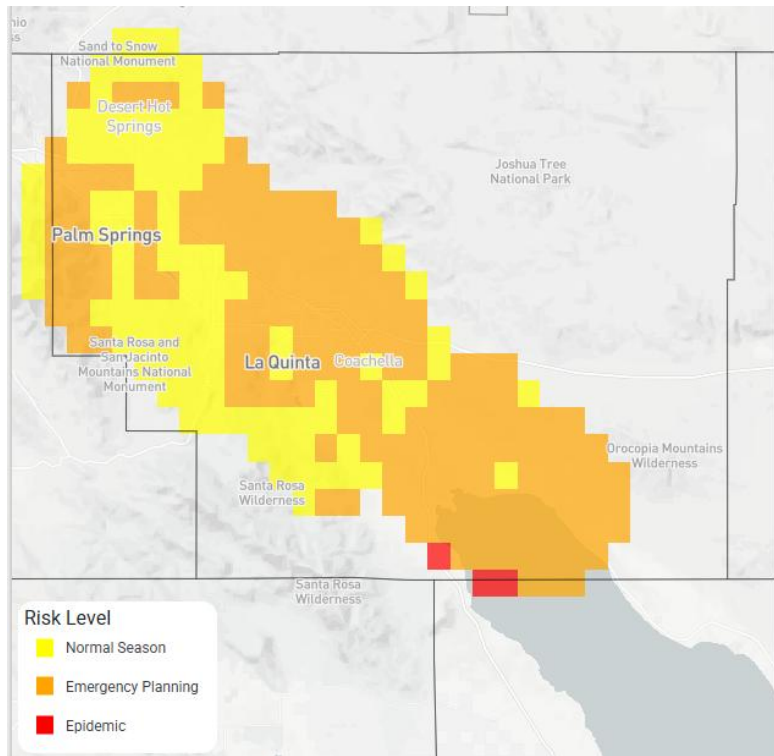 Sand to Snow
National Monument
Desert Hot
Springs
Joshua Tree
National Park
Palm Springs
Santa Rosa and
San Jacinto
Mountains National
Monument
La Quinta
Coachella
Orocopia Mountains
Wilderness
Santa Rosa
Wilderness
Santa Rosa
Wilderness
Risk Level
Normal Season
Emergency Planning
Epidemic